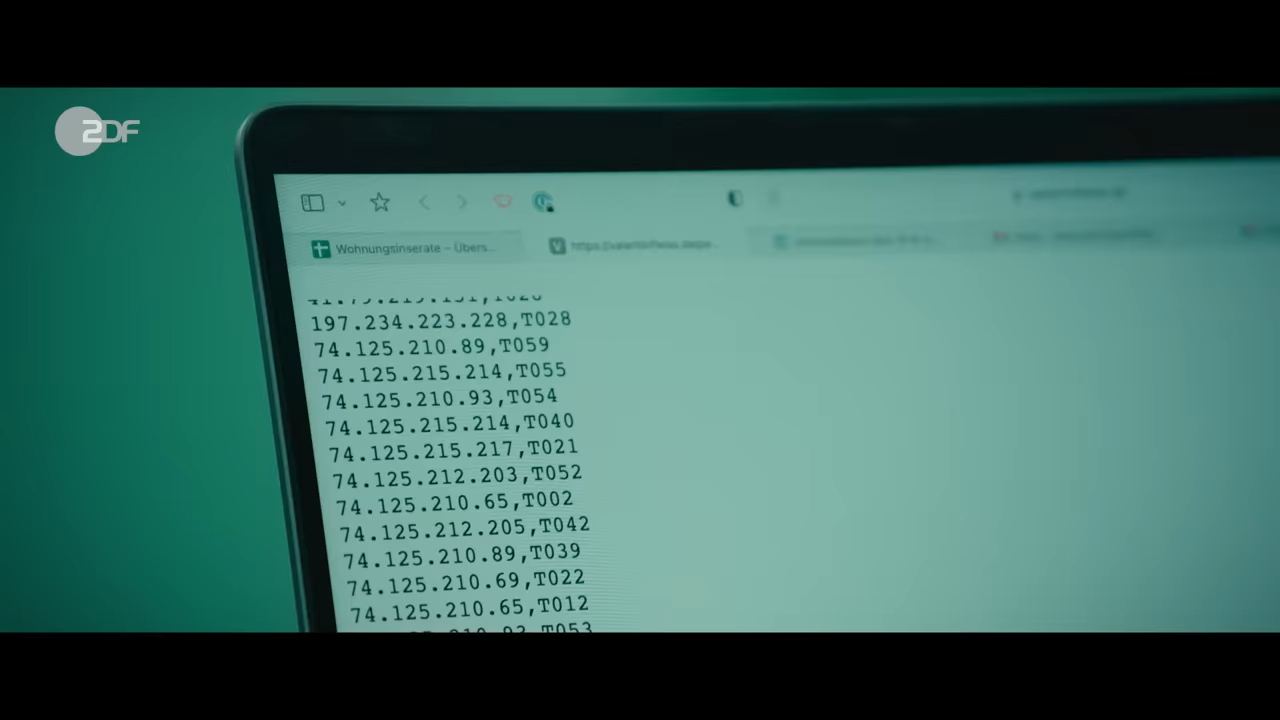 ZDF
Wohnungsinserate – Übers...
197.234.223.228,T028
74.125.210.89,T059
74.125.215.214,T055
74.125.210.93,T054
74.125.215.214,T040
74.125.215.217,T021
74.125.212.203,T052
74.125.210.65,T002
74.125.212.205,T042
74.125.210.89,T039
74.125.210.69,T022
74.125.210.65,T012